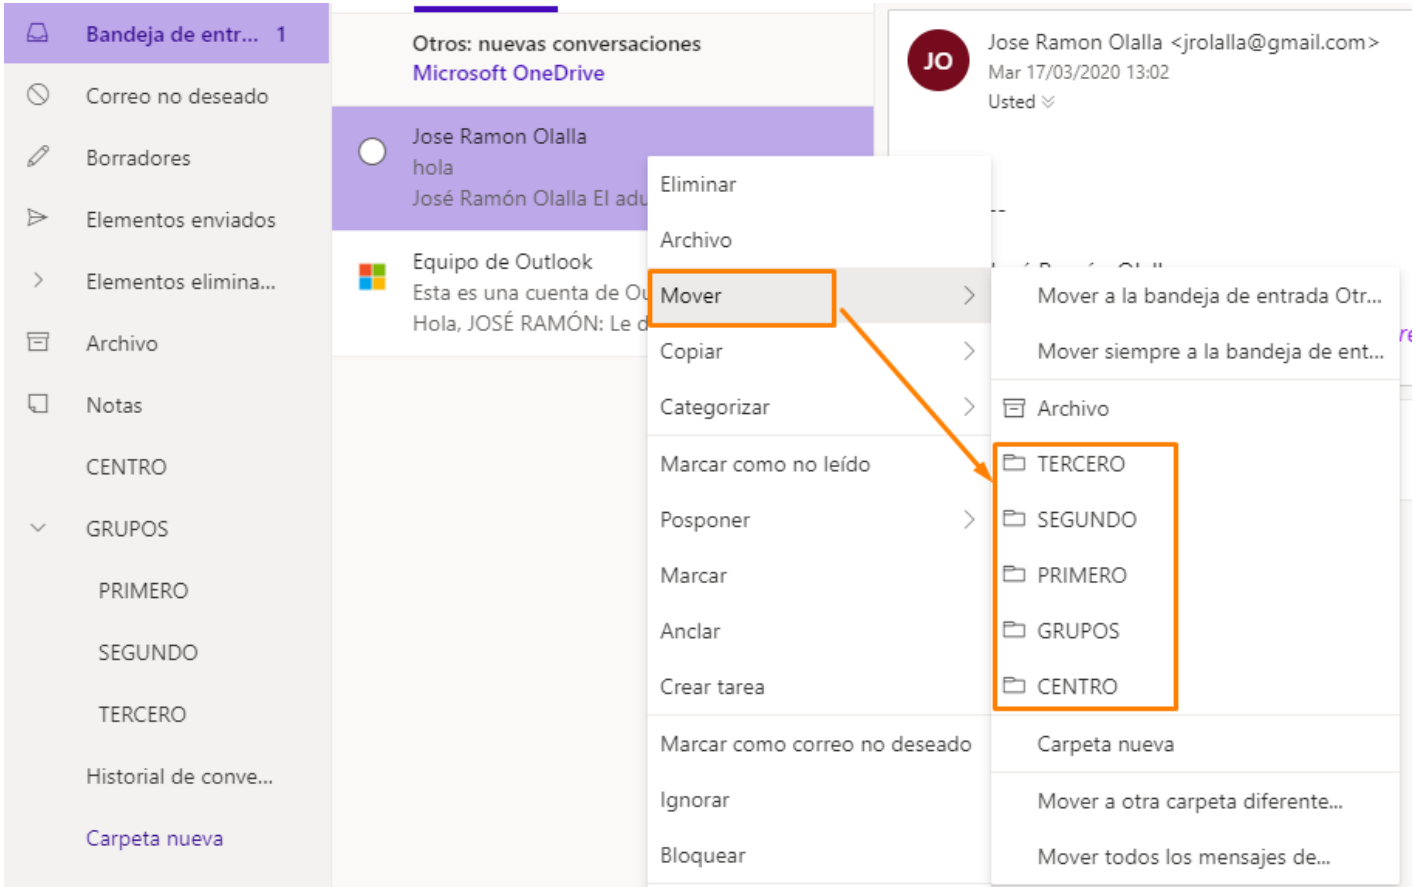 Bandeja de entr... 1
Correo no deseado
Borradores
Elementos enviados
Elementos elimina...
Archivo
Notas
CENTRO
GRUPOS
PRIMERO
SEGUNDO
TERCERO
Historial de conve...
Carpeta nueva
Otros: nuevas conversaciones
Microsoft OneDrive
Jose Ramon Olalla
hola
José Ramón Olalla El adu
Equipo de Outlook
Esta es una cuenta de Ou
Hola, JOSÉ RAMÓN: Le d
JO
Jose Ramon Olalla <jrolalla@gmail.com>
Mar 17/03/2020 13:02
Usted
--
Eliminar
Archivo
Mover
Copiar
Categorizar
Marcar como no leído
Posponer
Marcar
Anclar
Crear tarea
Marcar como correo no deseado
Ignorar
Bloquear
Mover a la bandeja de entrada Otr...
Mover siempre a la bandeja de ent...
Archivo
TERCERO
SEGUNDO
PRIMERO
GRUPOS
CENTRO
Carpeta nueva
Mover a otra carpeta diferente...
Mover todos los mensajes de...